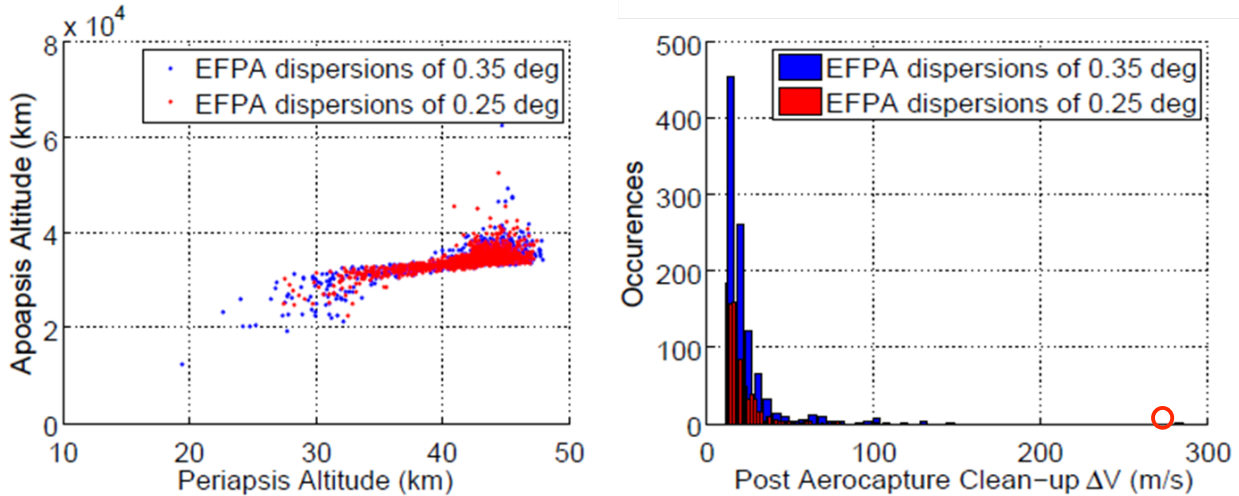 x 10^4
8
6
4
2
0
10
20
30
40
50
Apoapsis Altitude (km)
Periapsis Altitude (km)
EFPA dispersions of 0.35 deg
EFPA dispersions of 0.25 deg
500
400
300
200
100
0
0
100
200
300
Occurences
Post Aerocapture Clean-up ΔV (m/s)
EFPA dispersions of 0.35 deg
EFPA dispersions of 0.25 deg